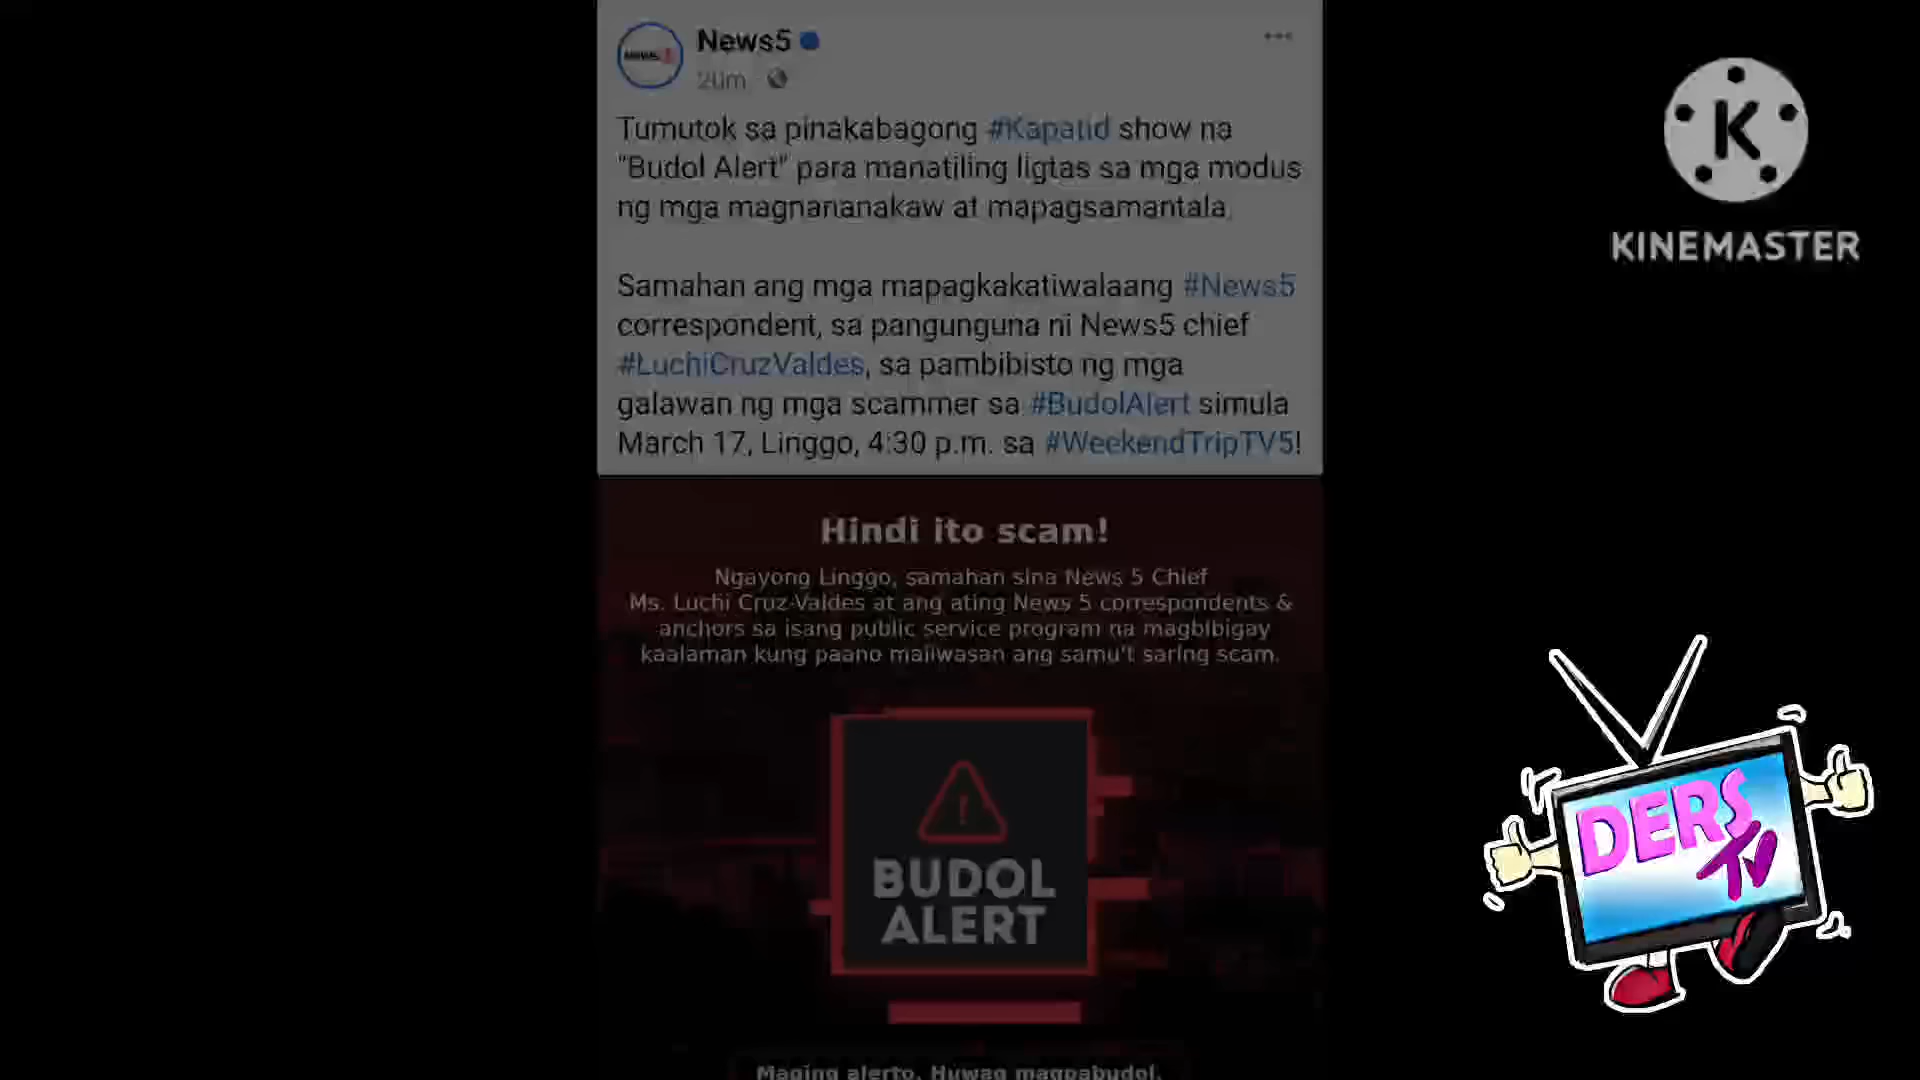 News5
20m
Tumutok sa pinakabagong #Kapatid show na
"Budol Alert" para manatiling ligtas sa mga modus
ng mga magnanakaw at mapagsamantala.
Samahan ang mga mapagkakatiwalaang #News5
correspondent, sa pangunguna ni News5 chief
#LuchiCruzValdes, sa pambibisto ng mga
galawan ng mga scammer sa #BudolAlert simula
March 17, Linggo, 4:30 p.m. sa #WeekendTripTV5!
Hindi ito scam!
Ngayong Linggo, samahan sina News 5 Chief
Ms. Luchi Cruz-Valdes at ang ating News 5 correspondents &
anchors sa isang public service program na magbibigay
kaalaman kung paano maiiwasan ang samu't saring scam.
!
BUDOL
ALERT
Maging alerto. Huwag magpabudol.
K
KINEMASTER
DERS
TV